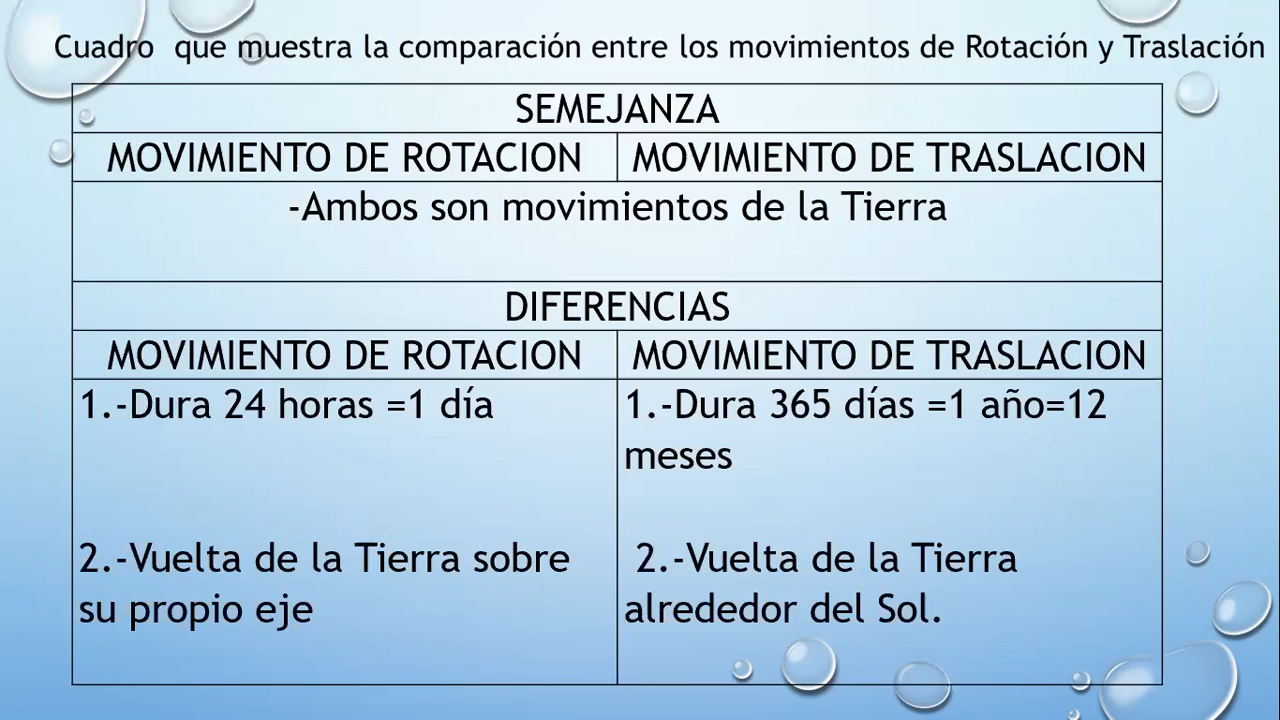 Cuadro que muestra la comparación entre los movimientos de Rotación y Traslación
SEMEJANZA
MOVIMIENTO DE ROTACION MOVIMIENTO DE TRASLACION
-Ambos son movimientos de la Tierra
DIFERENCIAS
MOVIMIENTO DE ROTACION MOVIMIENTO DE TRASLACION
1.-Dura 24 horas =1 día
2.-Vuelta de la Tierra sobre
su propio eje
1.-Dura 365 días =1 año=12
meses
2.-Vuelta de la Tierra
alrededor del Sol.